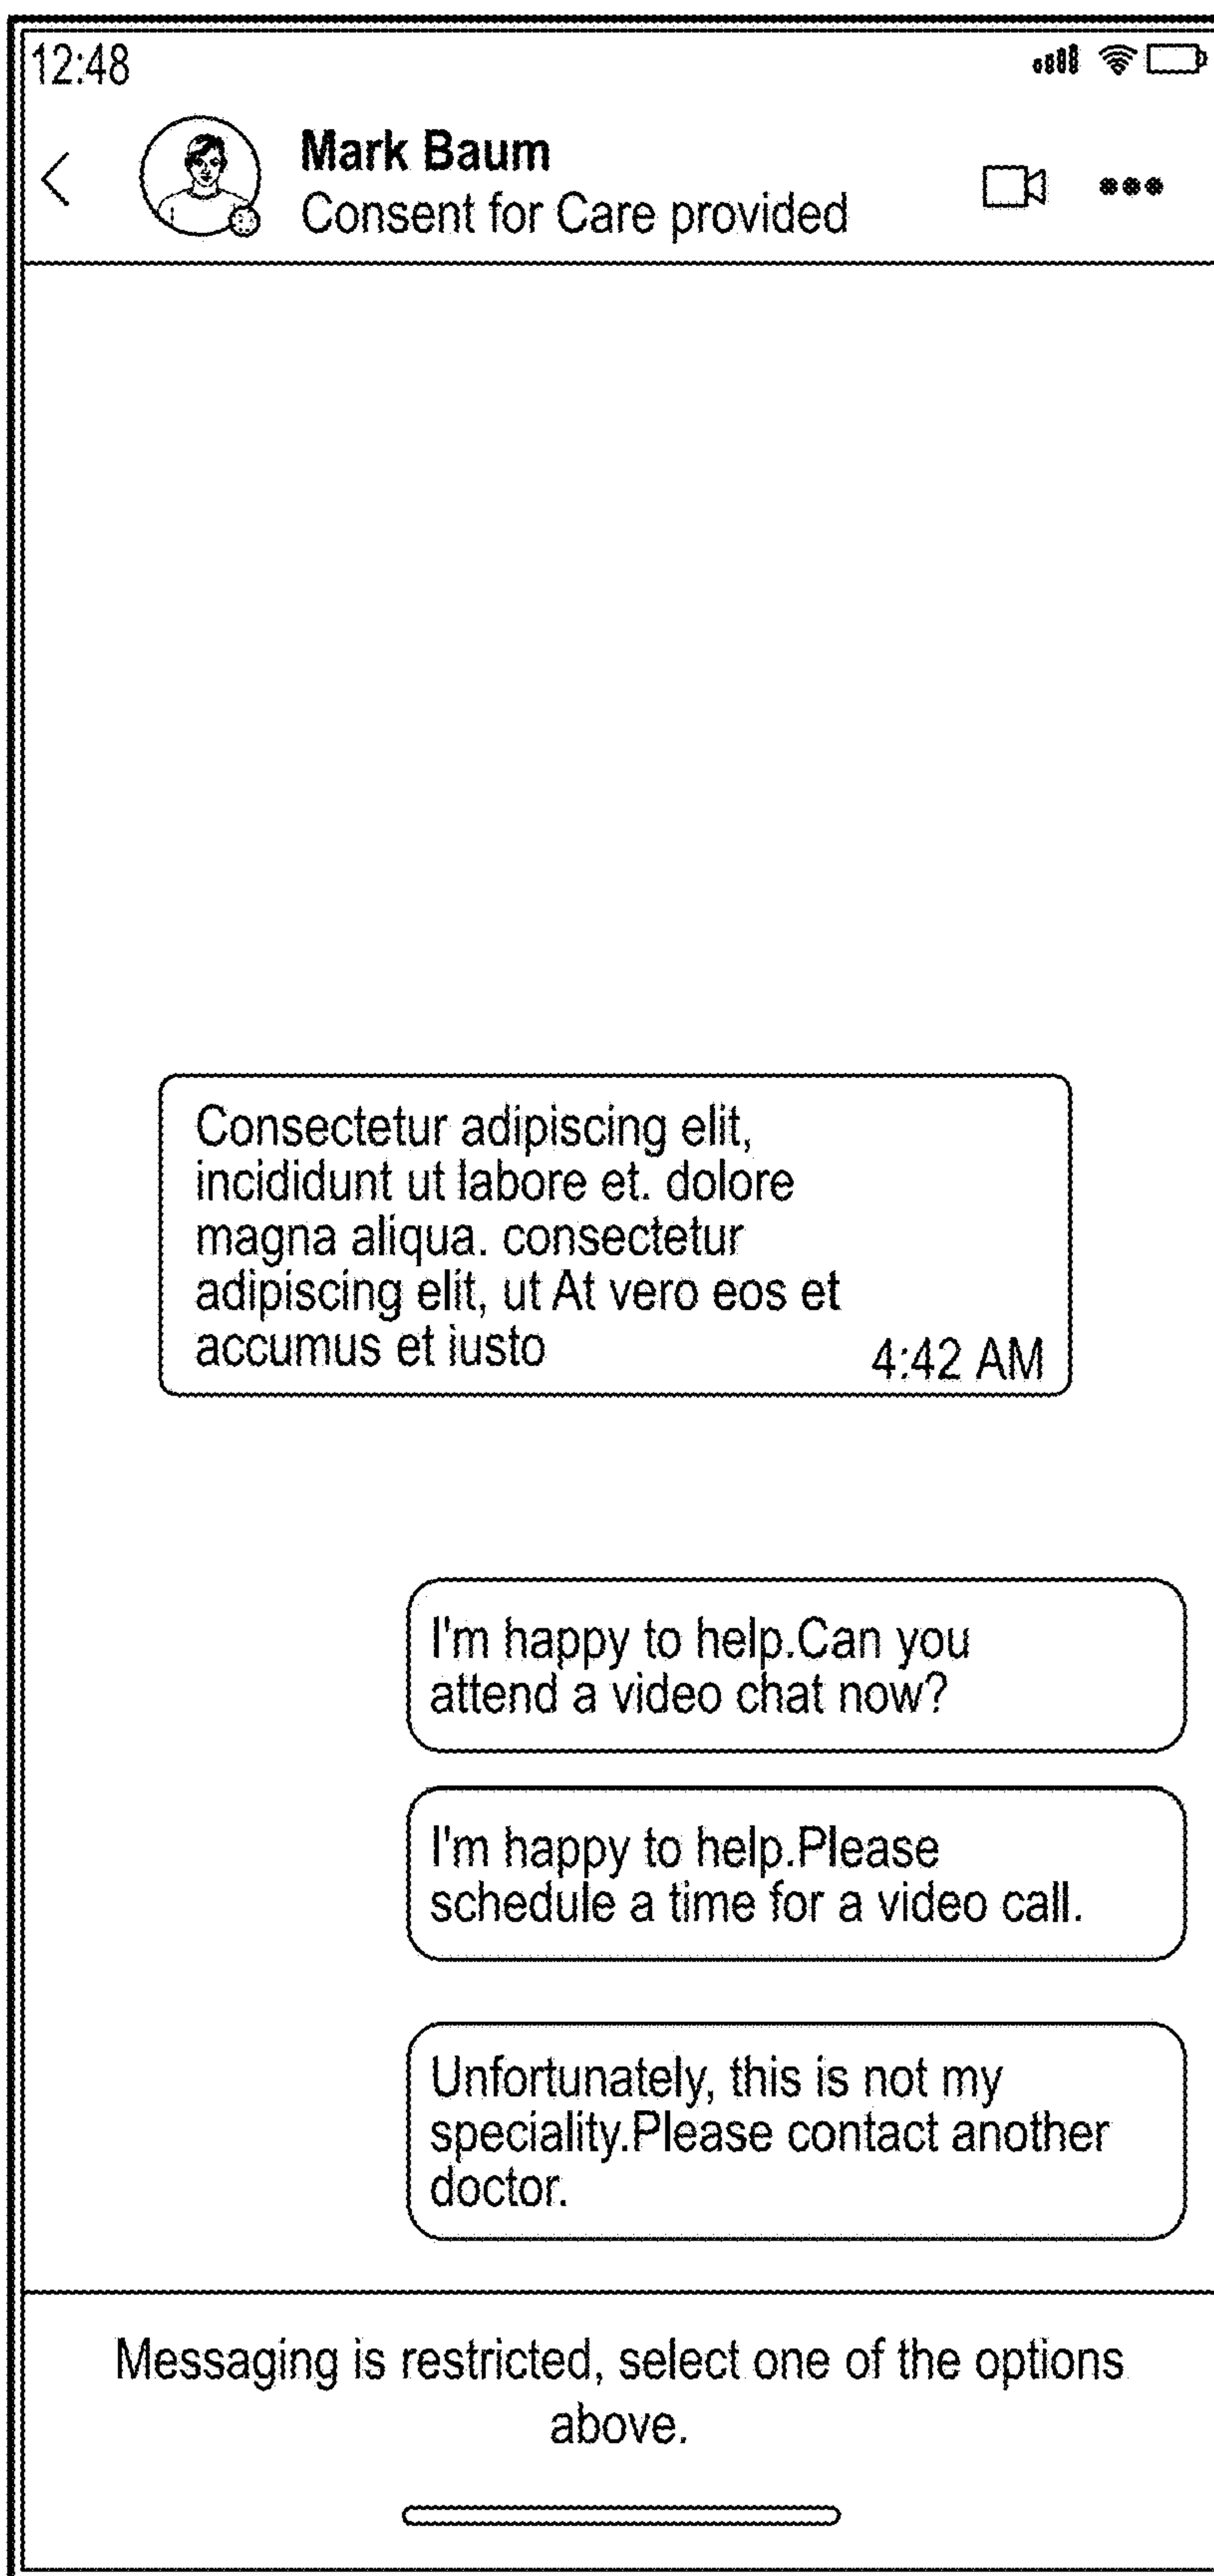 12:48
Mark Baum
Consent for Care provided
Consectetur adipiscing elit,
incididunt ut labore et. dolore
magna aliqua. consectetur
adipiscing elit, ut At vero eos et
accumus et iusto
4:42 AM
I'm happy to help.Can you
attend a video chat now?
I'm happy to help.Please
schedule a time for a video call.
Unfortunately, this is not my
speciality.Please contact another
doctor.
Messaging is restricted, select one of the options
above.